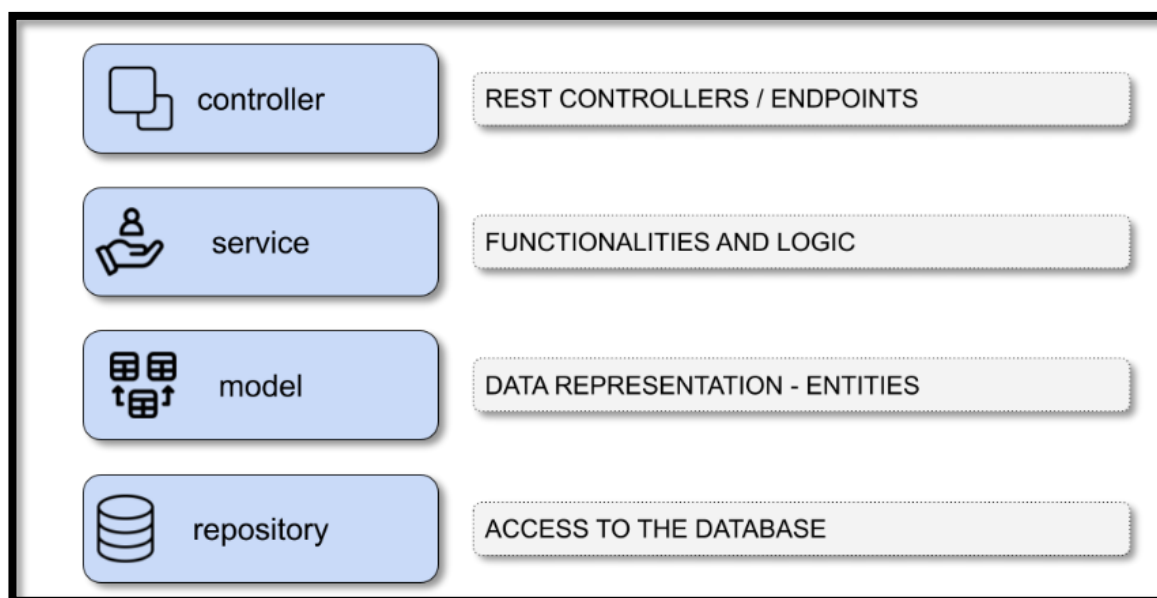 controller
REST CONTROLLERS / ENDPOINTS
service
FUNCTIONALITIES AND LOGIC
model
DATA REPRESENTATION - ENTITIES
repository
ACCESS TO THE DATABASE